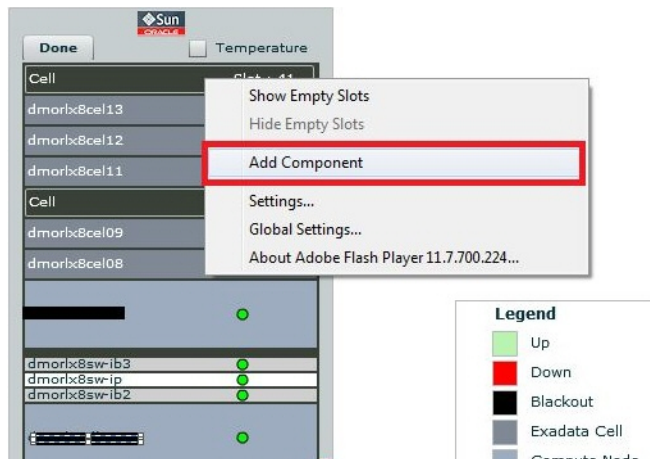 Sun
ORACLE
Done
Temperature
Cell
dmorlx8cel13
dmorlx8cel12
dmorlx8cel11
Cell
dmorlx8cel09
dmorlx8cel08
Show Empty Slots
Hide Empty Slots
Add Component
Settings...
Global Settings...
About Adobe Flash Player 11.7.700.224...
dmorlx8sw-ib3
dmorlx8sw-ip
dmorlx8sw-ib2
Legend
Up
Down
Blackout
Exadata Cell
Compute Node